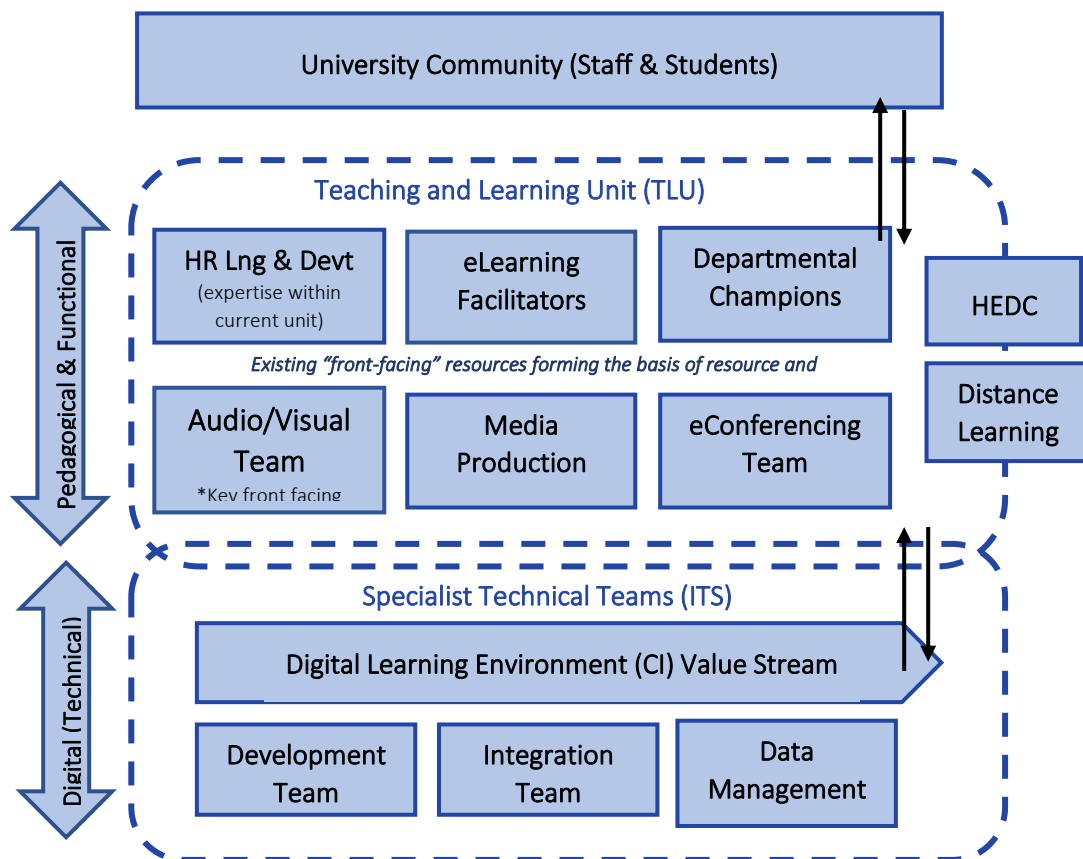 University Community (Staff & Students)
Teaching and Learning Unit (TLU)
HR Lng & Devt
(expertise within
current unit)
eLearning
Facilitators
Departmental
Champions
HEDC
Existing “front-facing” resources forming the basis of resource and
Audio/Visual
Team
*Key front facing
Media
Production
eConferencing
Team
Distance
Learning
Pedagogical & Functional
Specialist Technical Teams (ITS)
Digital Learning Environment (CI) Value Stream
Development
Team
Integration
Team
Data
Management
Digital (Technical)